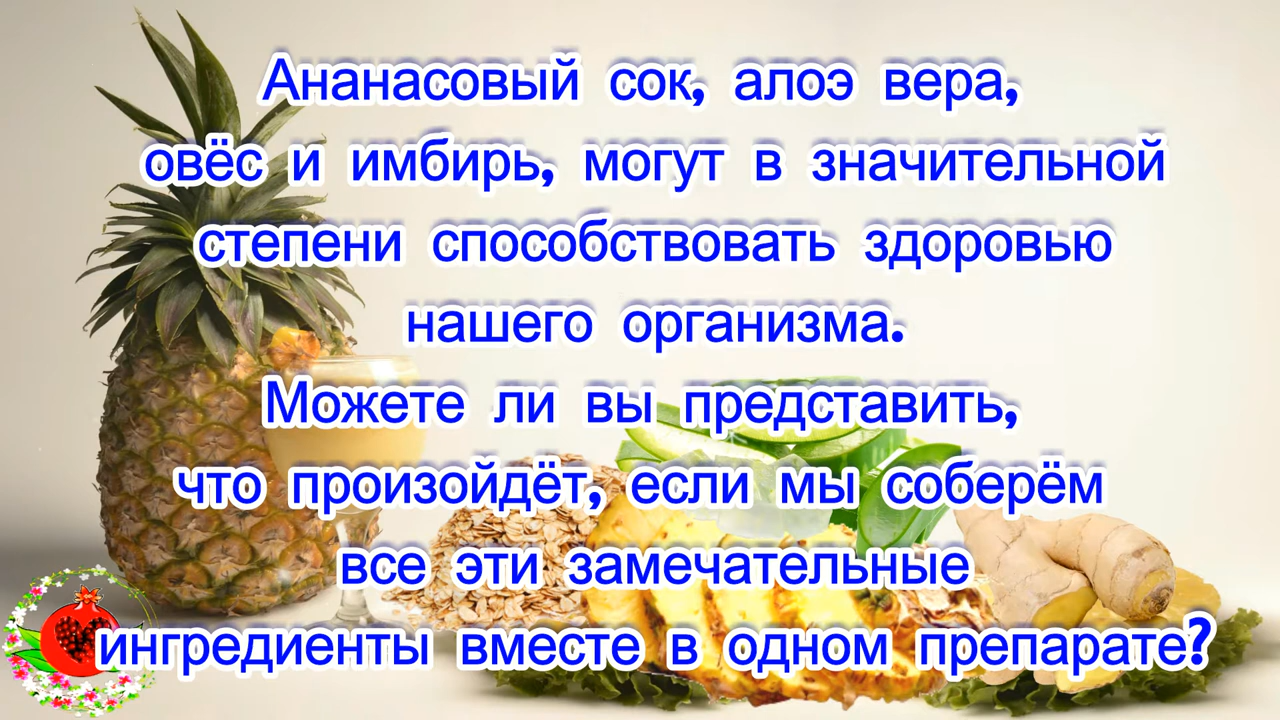 Ананасовый сок, алоэ вера,
овёс и имбирь, могут в значительной
степени способствовать здоровью
нашего организма.
Можете ли вы представить,
что произойдёт, если мы соберём
все эти замечательные
ингредиенты вместе в одном препарате?